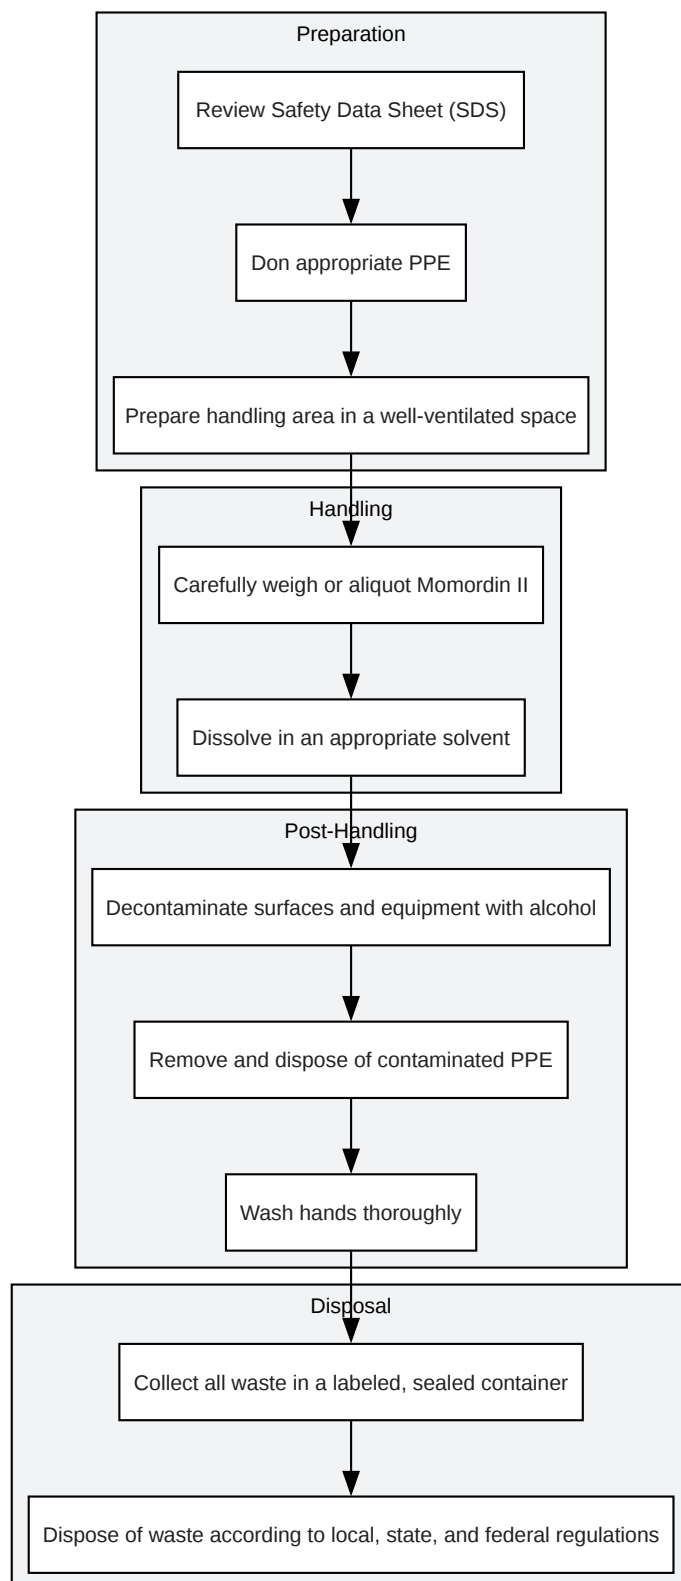 Preparation
Review Safety Data Sheet (SDS)
Don appropriate PPE
Prepare handling area in a well-ventilated space
Handling
Carefully weigh or aliquot Momordin II
Dissolve in an appropriate solvent
Post-Handling
Decontaminate surfaces and equipment with alcohol
Remove and dispose of contaminated PPE
Wash hands thoroughly
Disposal
Collect all waste in a labeled, sealed container
Dispose of waste according to local, state, and federal regulations